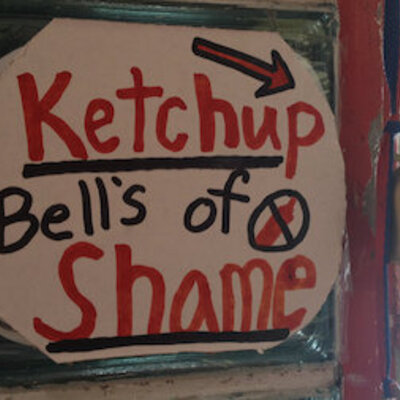 Ketchup
Bell's of
Shame